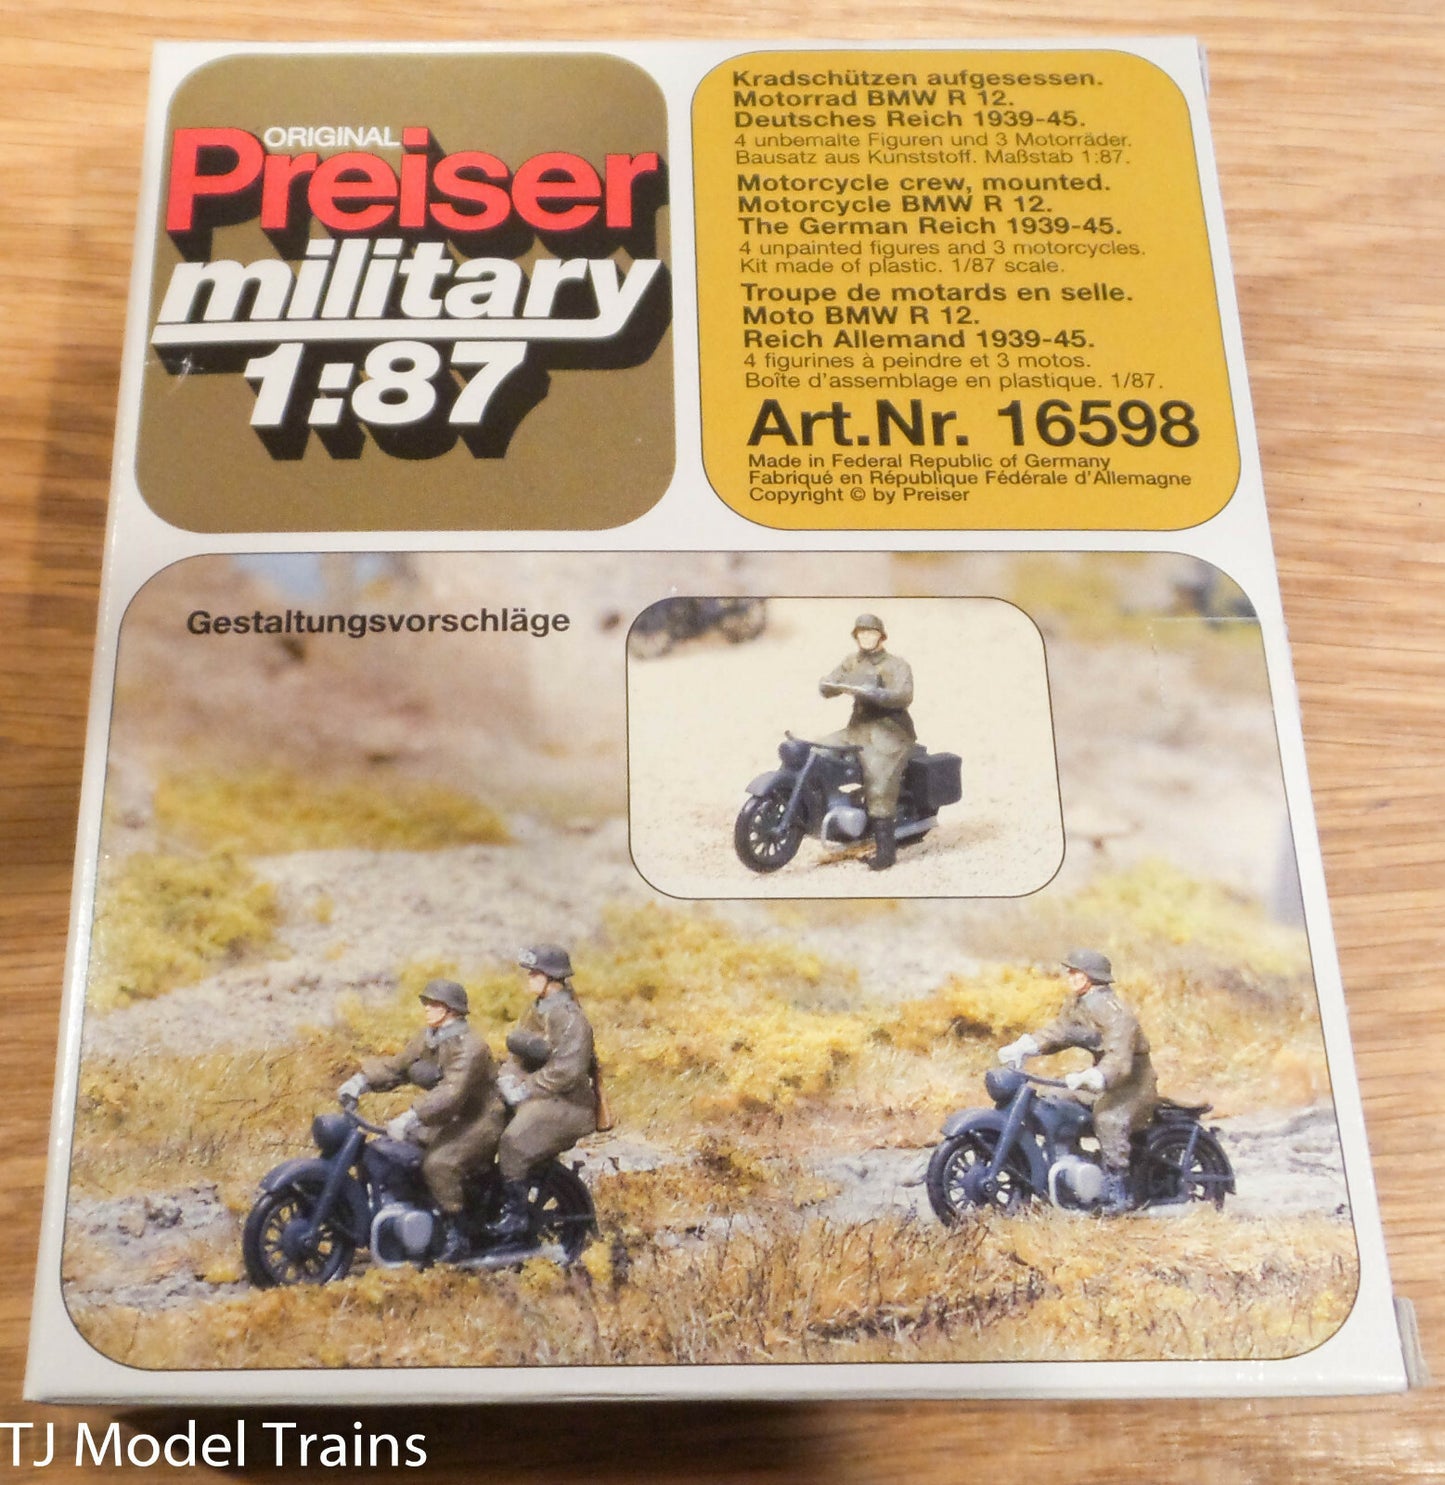 ORIGINAL
Preiser
military
1:87
Kradschützen aufgesessen.
Motorrad BMW R 12.
Deutsches Reich 1939-45.
4 unbemalte Figuren und 3 Motorräder.
Bausatz aus Kunststoff. Maßstab 1:87.
Motorcycle crew, mounted.
Motorcycle BMW R 12.
The German Reich 1939-45.
4 unpainted figures and 3 motorcycles.
Kit made of plastic. 1/87 scale.
Troupe de motards en selle.
Moto BMW R 12.
Reich Allemand 1939-45.
4 figurines à peindre et 3 motos.
Boîte d'assemblage en plastique. 1/87.
Art.Nr. 16598
Made in Federal Republic of Germany
Fabriqué en République Fédérale d'Allemagne
Copyright © by Preiser
Gestaltungsvorschläge
TJ Model Trains